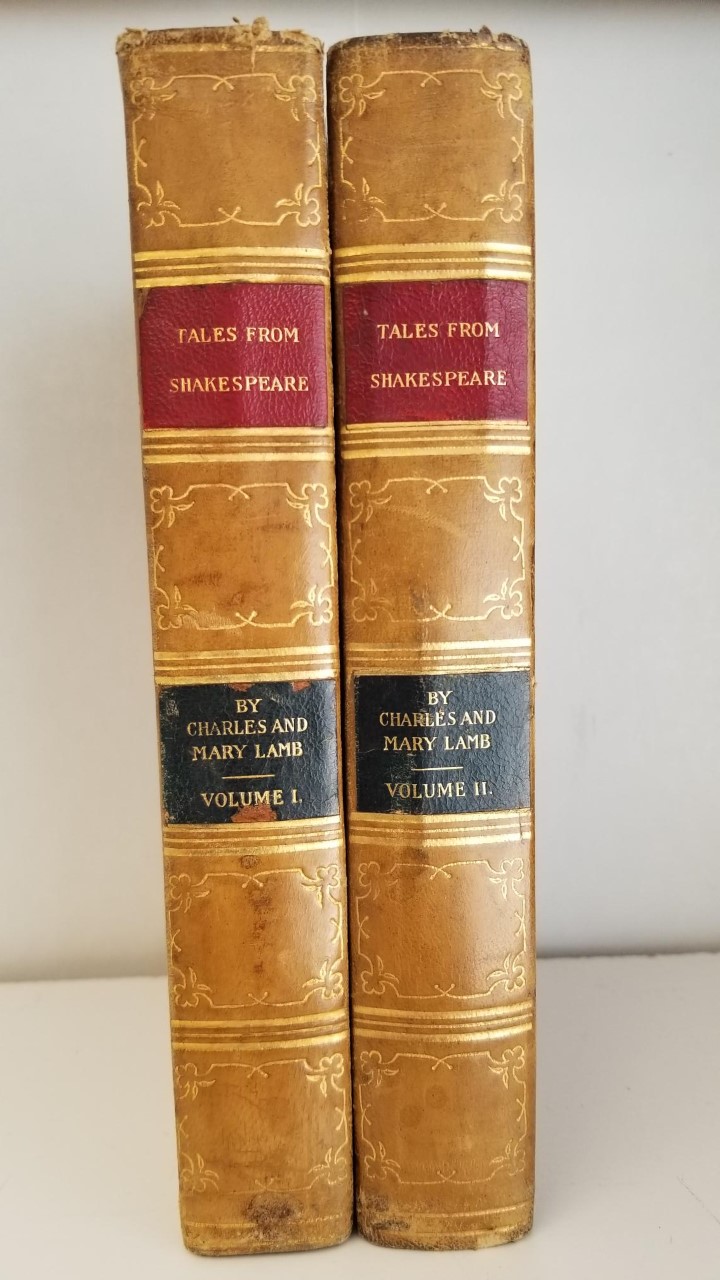 TALES FROM
SHAKESPEARE
BY
CHARLES AND
MARY LAMB
VOLUME I.
TALES FROM
SHAKESPEARE
BY
CHARLES AND
MARY LAMB
VOLUME II.